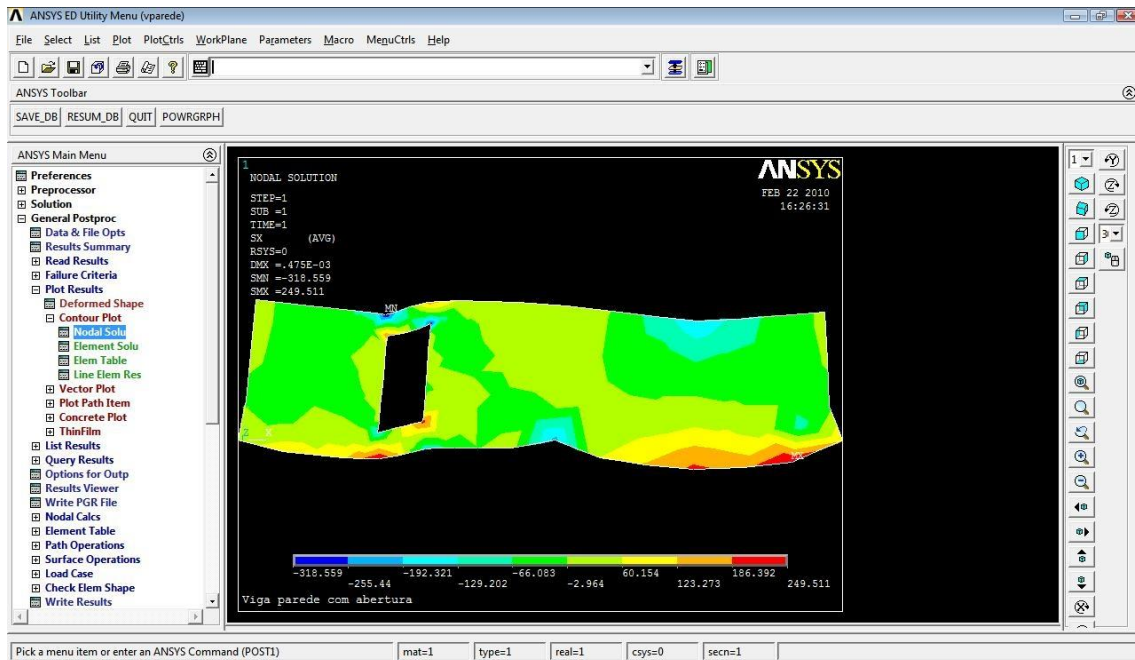 ANSYS ED Utility Menu (vparede)
File Select List Plot PlotCtrls WorkPlane Parameters Macro MenuCtrls Help
ANSYS Toolbar
SAVE_DB RESUM_DB QUIT POWRGRPH
ANSYS Main Menu
Preferences
Preprocessor
Solution
General Postproc
Data & File Opts
Results Summary
Read Results
Failure Criteria
Plot Results
Deformed Shape
Contour Plot
Nodal Solu
Element Solu
Elem Table
Line Elem Res
Vector Plot
Plot Path Item
Concrete Plot
ThinFilm
List Results
Query Results
Options for Outp
Results Viewer
Write PGR File
Nodal Calcs
Element Table
Path Operations
Surface Operations
Load Case
Check Elem Shape
Write Results
1
NODAL SOLUTION
STEP=1
SUB =1
TIME=1
SX (AVG)
RSYS=0
DMX =.475E-03
SMN =-318.559
SMX =249.511
ANSYS
FEB 22 2010
16:26:31
MN
Z X
MX
-318.559 -192.321 -66.083 60.154 186.392
-255.44 -129.202 -2.964 123.273 249.511
Viga parede com abertura
1
Pick a menu item or enter an ANSYS Command (POST1) mat=1 type=1 real=1 csys=0 secn=1